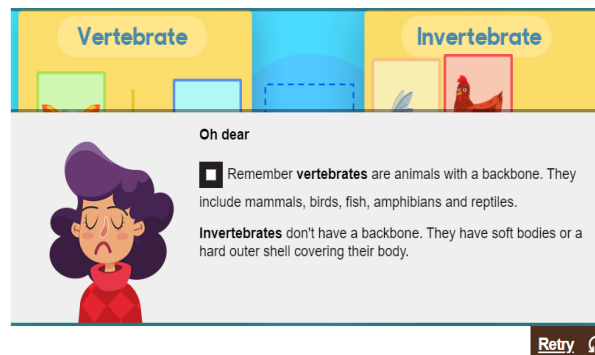 Vertebrate
Invertebrate
Oh dear
Remember vertebrates are animals with a backbone. They
include mammals, birds, fish, amphibians and reptiles.
Invertebrates don't have a backbone. They have soft bodies or a
hard outer shell covering their body.
Retry